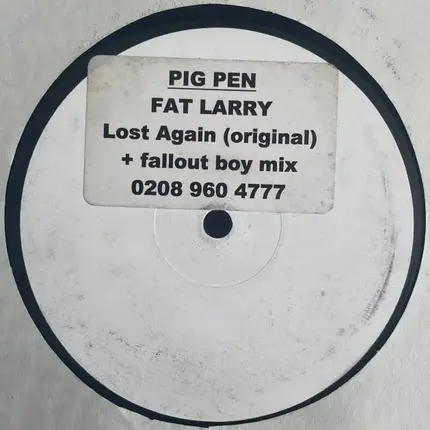 PIG PEN
FAT LARRY
Lost Again (original)
+ fallout boy mix
0208 960 4777